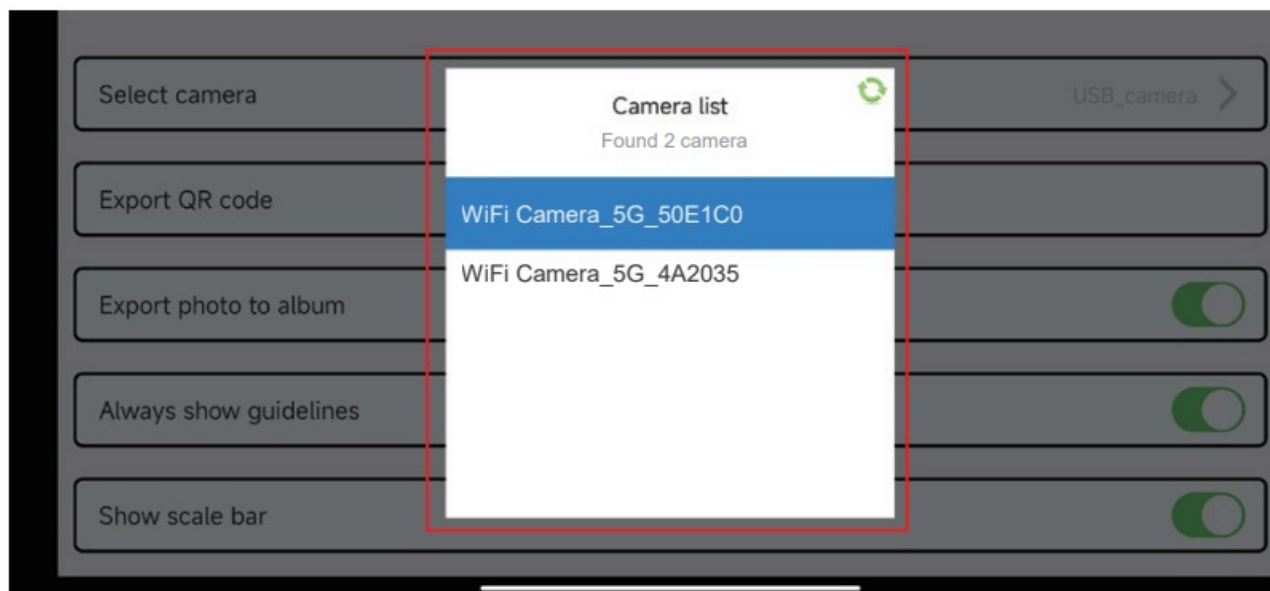 Select camera
USB_camera
Camera list
Found 2 camera
Export QR code
WiFi Camera_5G_50E1C0
WiFi Camera_5G_4A2035
Export photo to album
Always show guidelines
Show scale bar